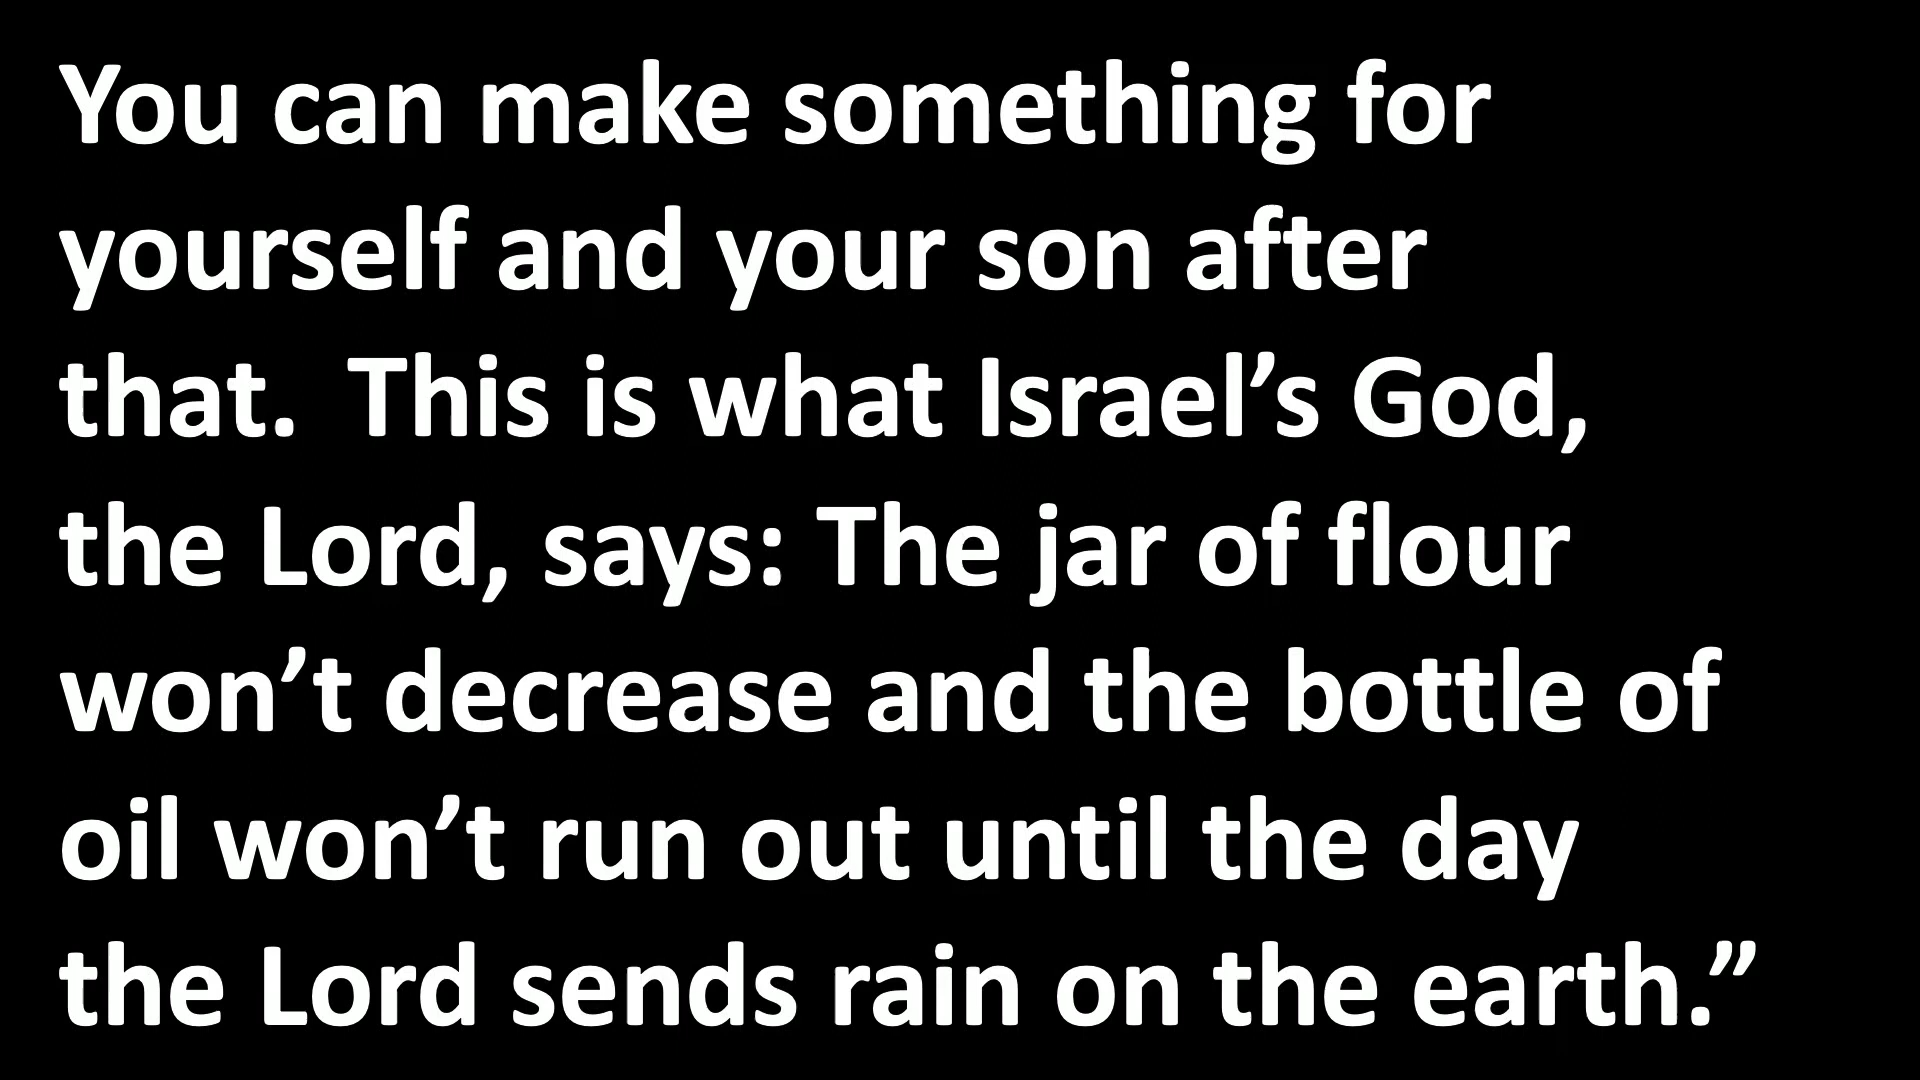 You can make something for
yourself and your son after
that.  This is what Israel’s God,
the Lord, says: The jar of flour
won’t decrease and the bottle of
oil won’t run out until the day
the Lord sends rain on the earth.”